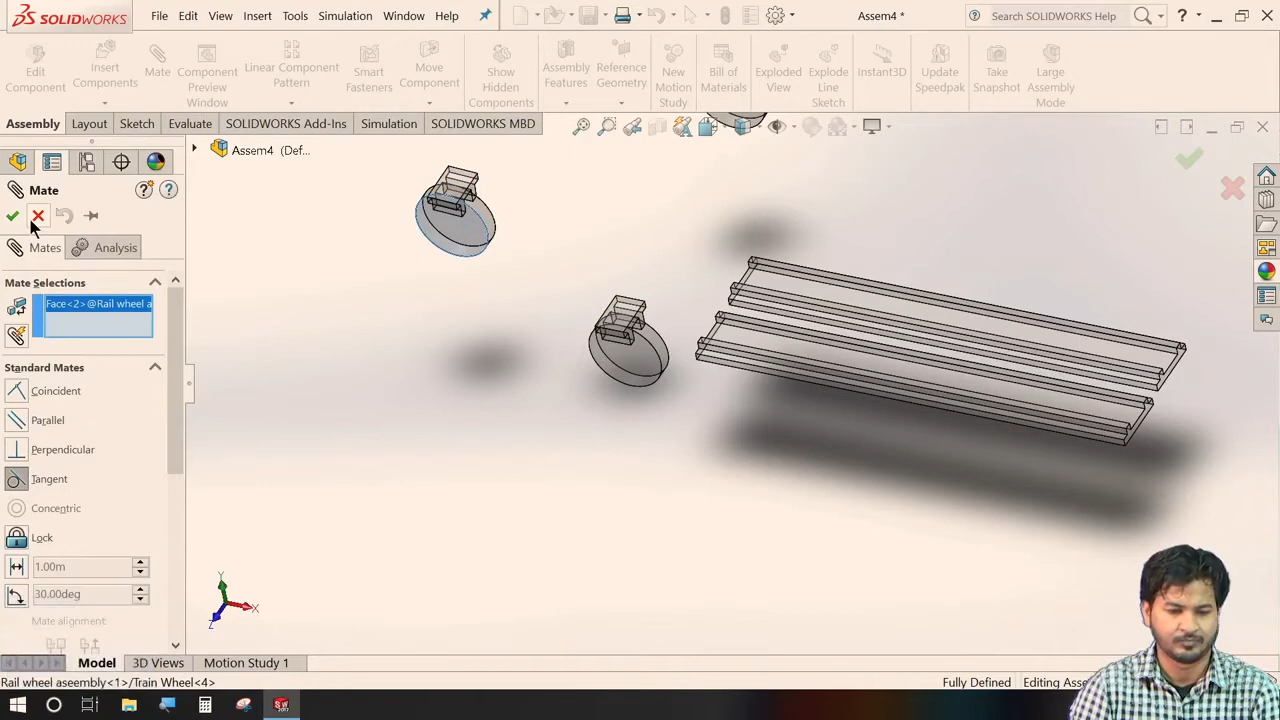 SOLIDWORKS File Edit View Insert Tools Simulation Window Help Assem4 * Search SOLIDWORKS Help ?
Edit Component
Insert Components
Mate
Component Preview Window
Linear Component Pattern
Smart Fasteners
Move Component
Show Hidden Components
Assembly Features
Reference Geometry
New Motion Study
Bill of Materials
Exploded View
Explode Line Sketch
Instant3D
Update Speedpak
Take Snapshot
Large Assembly Mode
Assembly Layout Sketch Evaluate SOLIDWORKS Add-Ins Simulation SOLIDWORKS MBD
Assem4 (Def...
Mate
Mates Analysis
Mate Selections
Face<2>@Rail wheel a
Standard Mates
Coincident
Parallel
Perpendicular
Tangent
Concentric
Lock
1.00m
30.00deg
Mate alignment:
Y
X
Z
Model 3D Views Motion Study 1
Rail wheel aseembly<1>/Train Wheel<4> Fully Defined Editing Asse